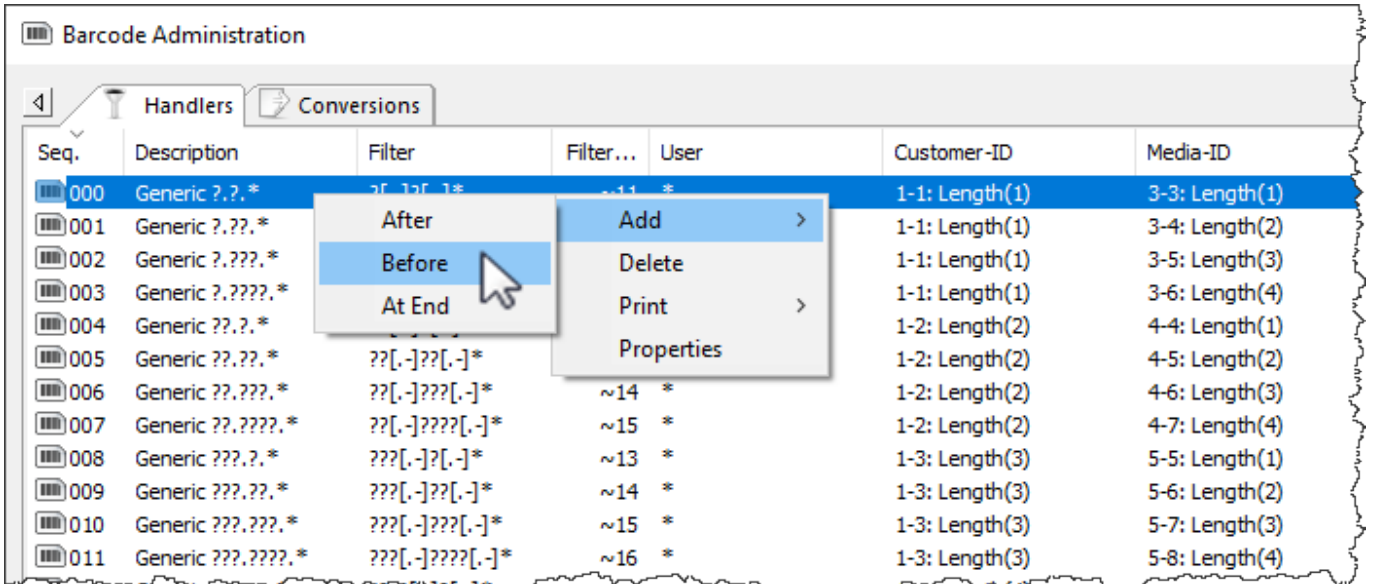 Barcode Administration
Handlers Conversions
Seq. Description Filter Filter... User Customer-ID Media-ID
000 Generic ?.?.* ?[.-]?[.-]* ~11 * 1-1: Length(1) 3-3: Length(1)
After Add >
001 Generic ?.??.* 1-1: Length(1) 3-4: Length(2)
Before Delete
002 Generic ?.???.* 1-1: Length(1) 3-5: Length(3)
At End Print >
003 Generic ?.????.* 1-1: Length(1) 3-6: Length(4)
004 Generic ??.?.* 1-2: Length(2) 4-4: Length(1)
Properties
005 Generic ??.??.* ??[.-]??[.-]* 1-2: Length(2) 4-5: Length(2)
006 Generic ??.???.* ??[.-]???[.-]* ~14 * 1-2: Length(2) 4-6: Length(3)
007 Generic ??.????.* ??[.-]????[.-]* ~15 * 1-2: Length(2) 4-7: Length(4)
008 Generic ???.?.* ???[.-]?[.-]* ~13 * 1-3: Length(3) 5-5: Length(1)
009 Generic ???.??.* ???[.-]??[.-]* ~14 * 1-3: Length(3) 5-6: Length(2)
010 Generic ???.???.* ???[.-]???[.-]* ~15 * 1-3: Length(3) 5-7: Length(3)
011 Generic ???.????.* ???[.-]????[.-]* ~16 * 1-3: Length(3) 5-8: Length(4)